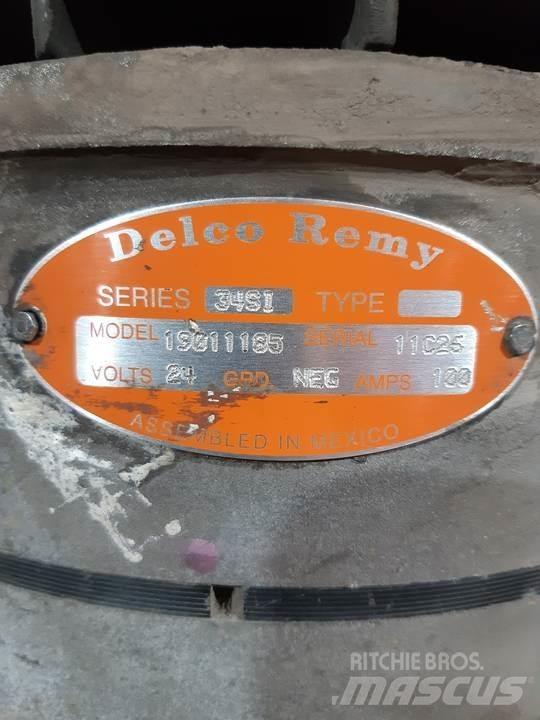 Delco Remy
SERIES 34SI TYPE
MODEL 19011185 SERIAL 11C25
VOLTS 24 GRD NEG AMPS 100
ASSEMBLED IN MEXICO
RITCHIE BROS.
MASCUS